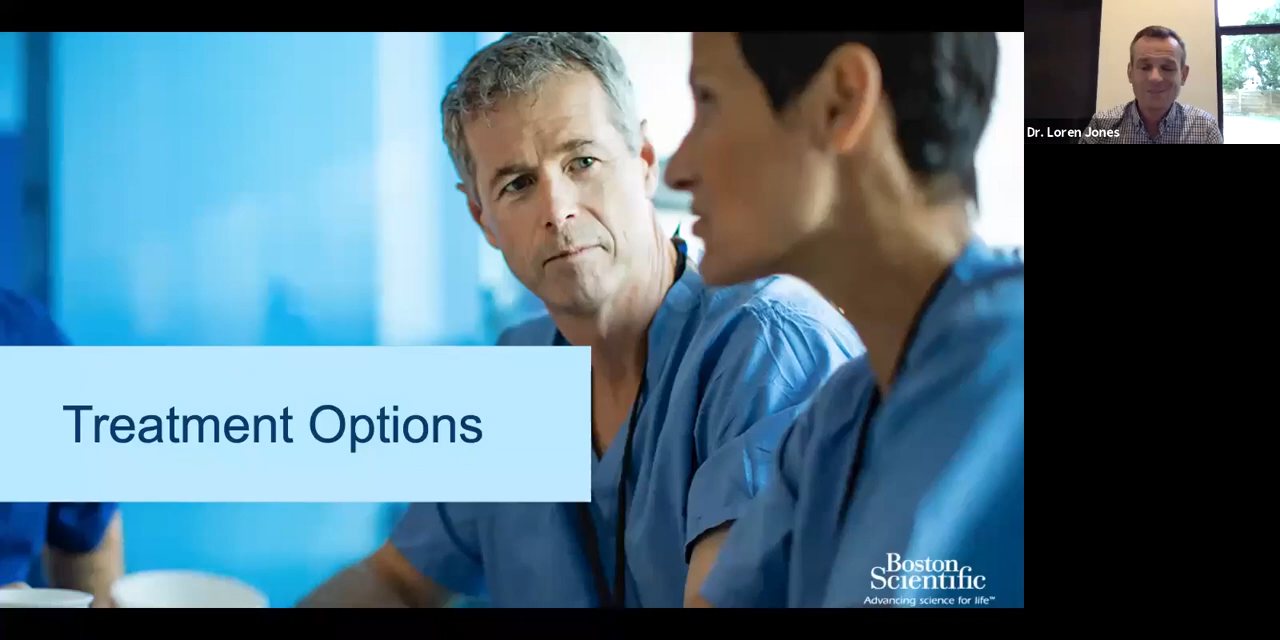 Dr. Loren Jones
Treatment Options
Boston
Scientific
Advancing science for life™